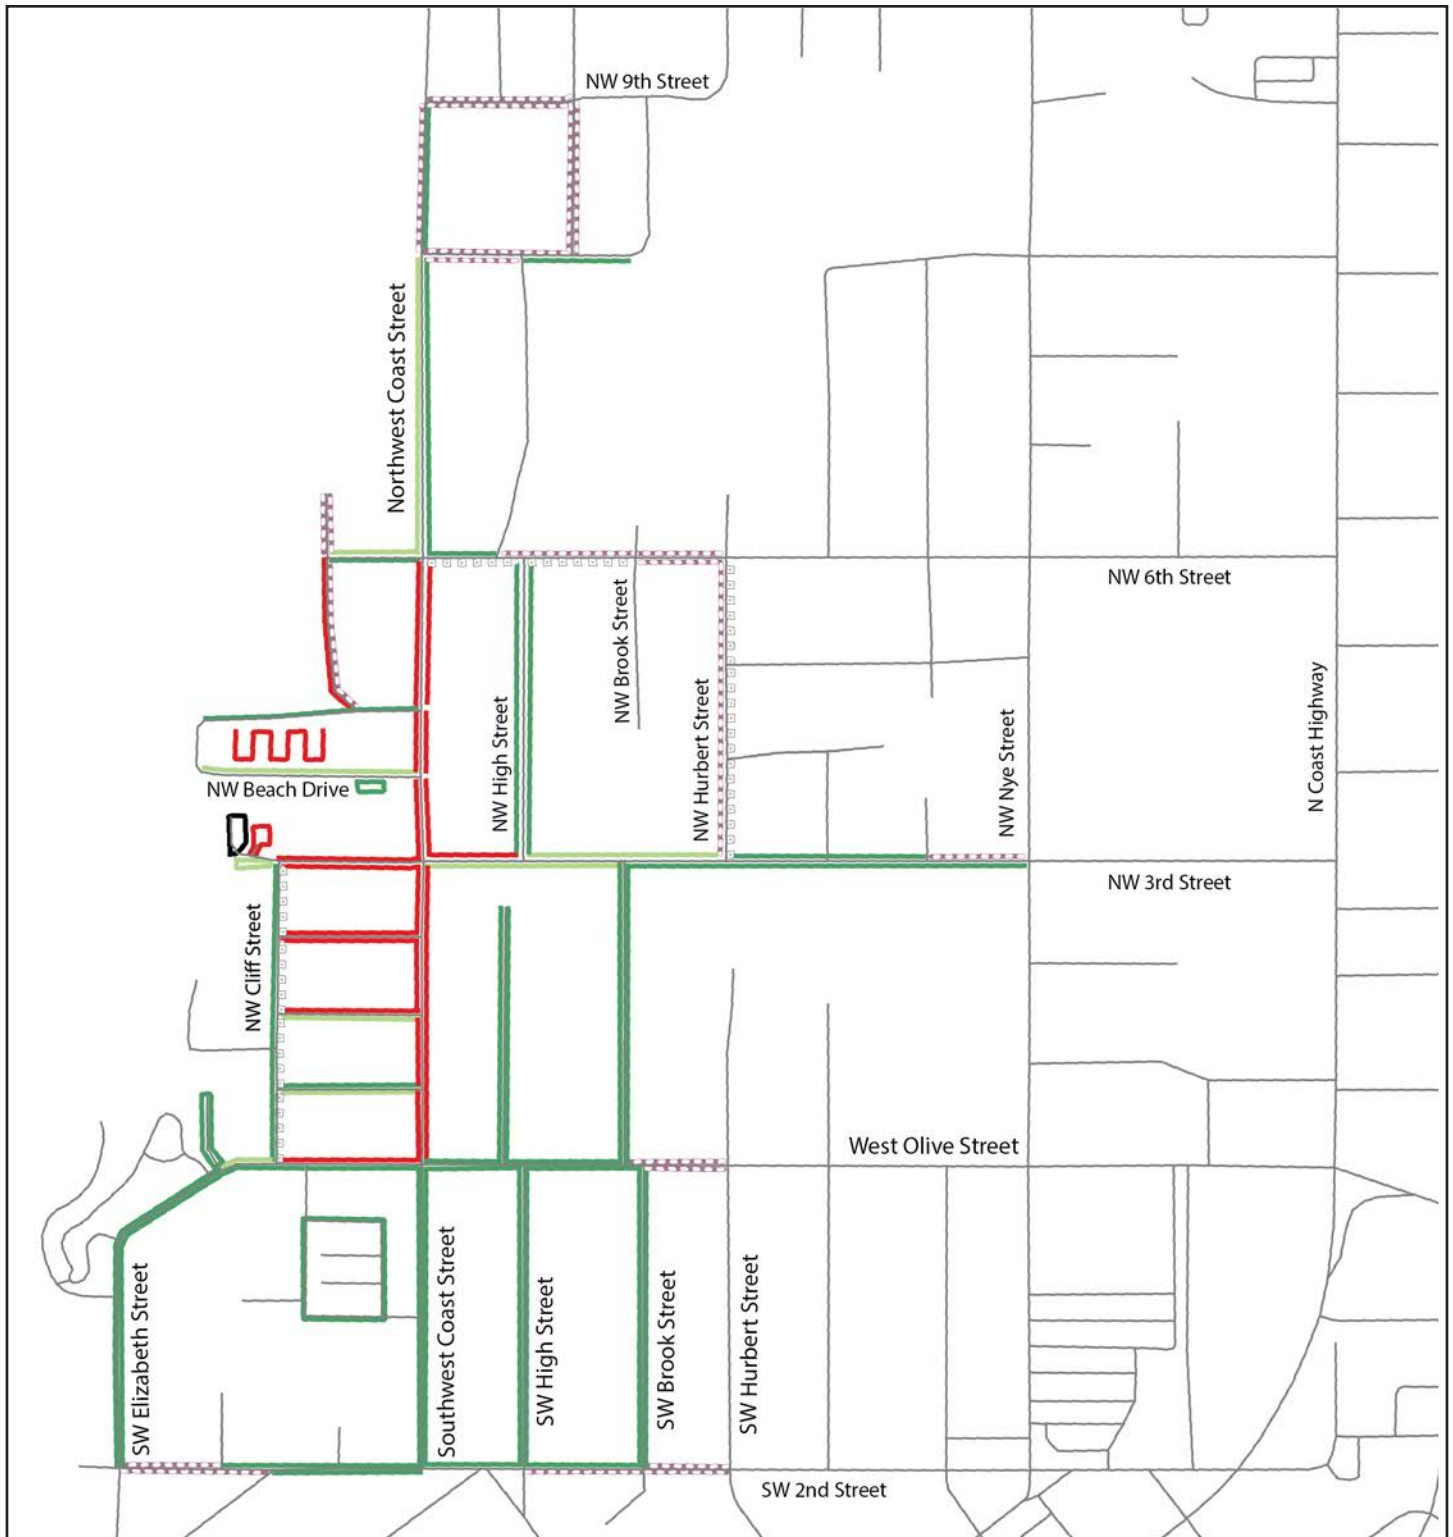 NW 9th Street
Northwest Coast Street
NW 6th Street
NW Brook Street
N Coast Highway
NW High Street
NW Hurbert Street
NW Nye Street
NW Beach Drive
NW 3rd Street
NW Cliff Street
West Olive Street
SW Elizabeth Street
Southwest Coast Street
SW High Street
SW Brook Street
SW Hurbert Street
SW 2nd Street